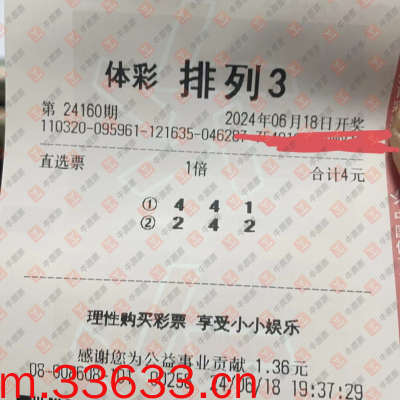 体彩 排列3
第 24160期 2024年06月18日开奖
110320-095961-121635-046287
直选票 1倍 合计4元
① 4 4 1
② 2 4 2
理性购买彩票 享受小小娱乐
感谢您为公益事业贡献 1.36元
24/06/18 19:37:29
m.33633.cn